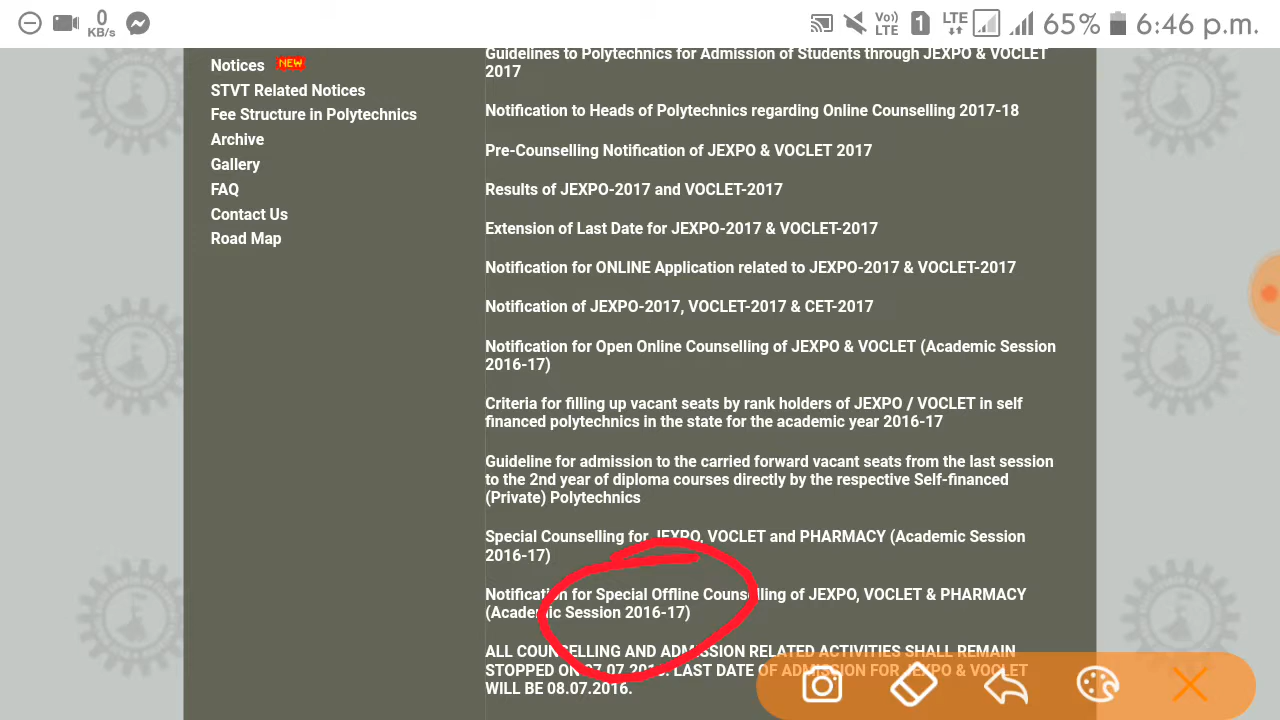 0
KB/s
Vo)
LTE
1
LTE
65%
6:46 p.m.
Notices NEW
STVT Related Notices
Fee Structure in Polytechnics
Archive
Gallery
FAQ
Contact Us
Road Map
Guidelines to Polytechnics for Admission of Students through JEXPO & VOCLET
2017
Notification to Heads of Polytechnics regarding Online Counselling 2017-18
Pre-Counselling Notification of JEXPO & VOCLET 2017
Results of JEXPO-2017 and VOCLET-2017
Extension of Last Date for JEXPO-2017 & VOCLET-2017
Notification for ONLINE Application related to JEXPO-2017 & VOCLET-2017
Notification of JEXPO-2017, VOCLET-2017 & CET-2017
Notification for Open Online Counselling of JEXPO & VOCLET (Academic Session
2016-17)
Criteria for filling up vacant seats by rank holders of JEXPO / VOCLET in self
financed polytechnics in the state for the academic year 2016-17
Guideline for admission to the carried forward vacant seats from the last session
to the 2nd year of diploma courses directly by the respective Self-financed
(Private) Polytechnics
Special Counselling for JEXPO, VOCLET and PHARMACY (Academic Session
2016-17)
Notification for Special Offline Counselling of JEXPO, VOCLET & PHARMACY
(Academic Session 2016-17)
ALL COUNSELLING AND ADMISSION RELATED ACTIVITIES SHALL REMAIN
STOPPED ON 07.07.2016. LAST DATE OF ADMISSION FOR JEXPO & VOCLET
WILL BE 08.07.2016.